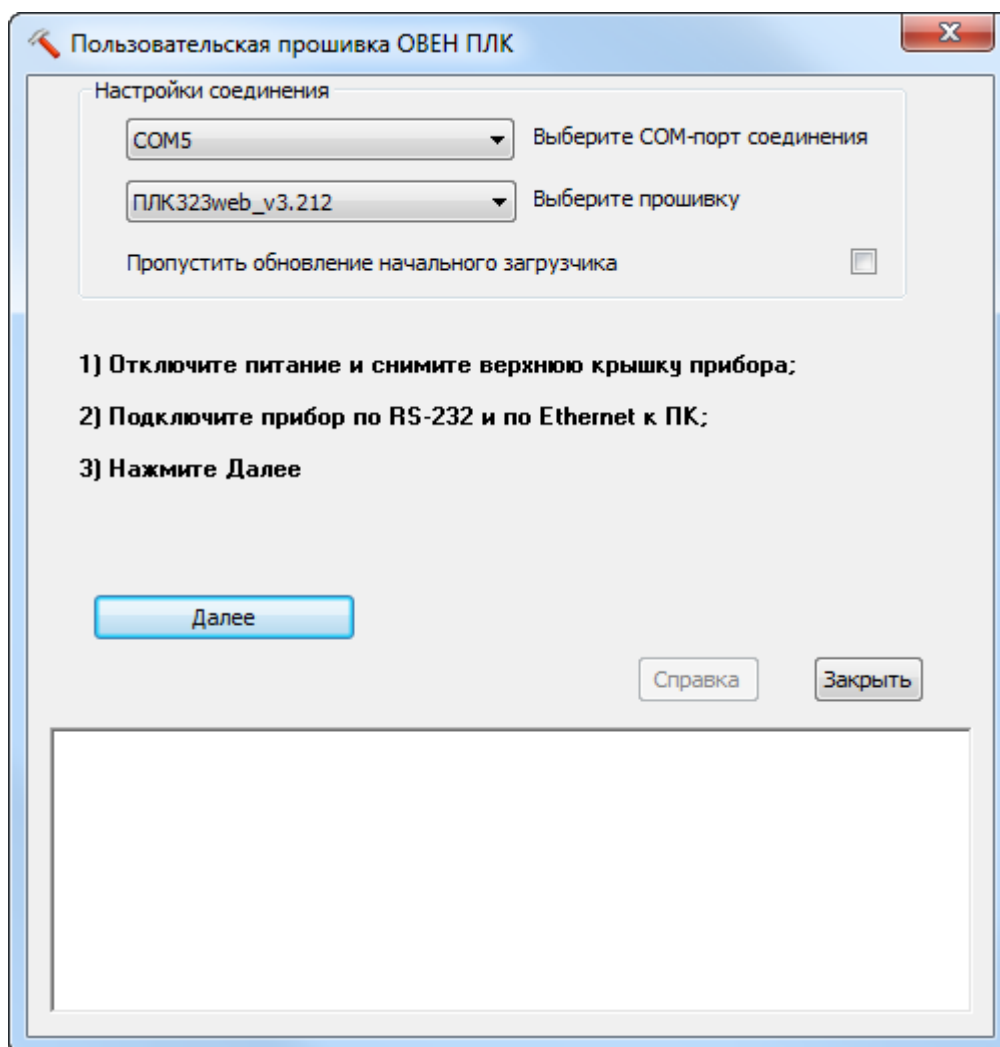 Пользовательская прошивка ОВЕН ПЛК
Настройки соединения
COM5
Выберите COM-порт соединения
ПЛК323web_v3.212
Выберите прошивку
Пропустить обновление начального загрузчика
1) Отключите питание и снимите верхнюю крышку прибора;
2) Подключите прибор по RS-232 и по Ethernet к ПК;
3) Нажмите Далее
Далее
Справка
Закрыть